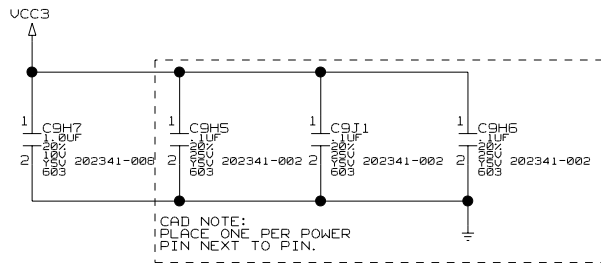 VCC3
1
C9H7
1.0UF
20%
10V
Y5V
603
2
202341-006
1
C9H5
.1UF
20%
25V
Y5V
603
2
202341-002
1
C9J1
.1UF
20%
25V
Y5V
603
2
202341-002
1
C9H6
.1UF
20%
25V
Y5V
603
2
202341-002
CAD NOTE:
PLACE ONE PER POWER
PIN NEXT TO PIN.